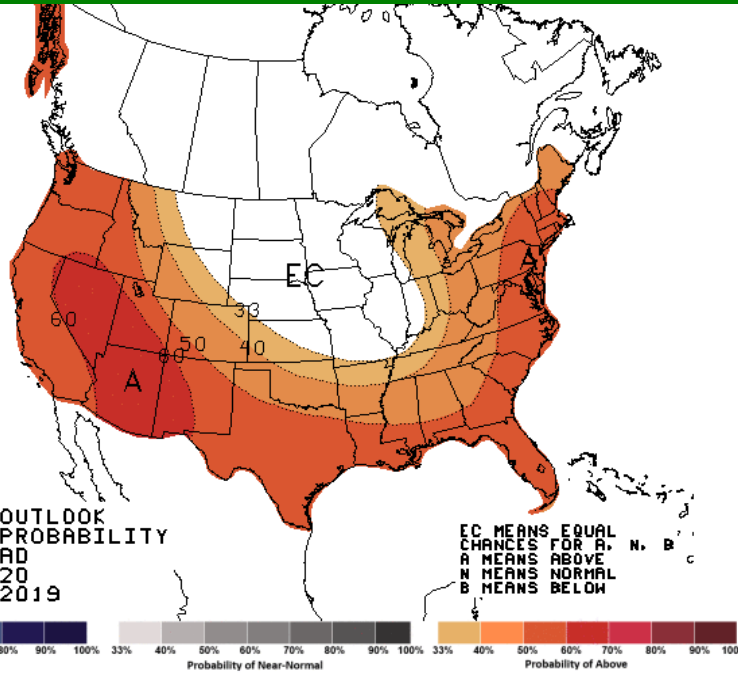 EC
A
33
60
50
40
60
A
OUTLOOK
PROBABILITY
AD
20
2019
EC MEANS EQUAL
CHANCES FOR A, N, B
A MEANS ABOVE
N MEANS NORMAL
B MEANS BELOW
80% 90% 100% 33% 40% 50% 60% 70% 80% 90% 100% 33% 40% 50% 60% 70% 80% 90% 100
Probability of Near-Normal Probability of Above